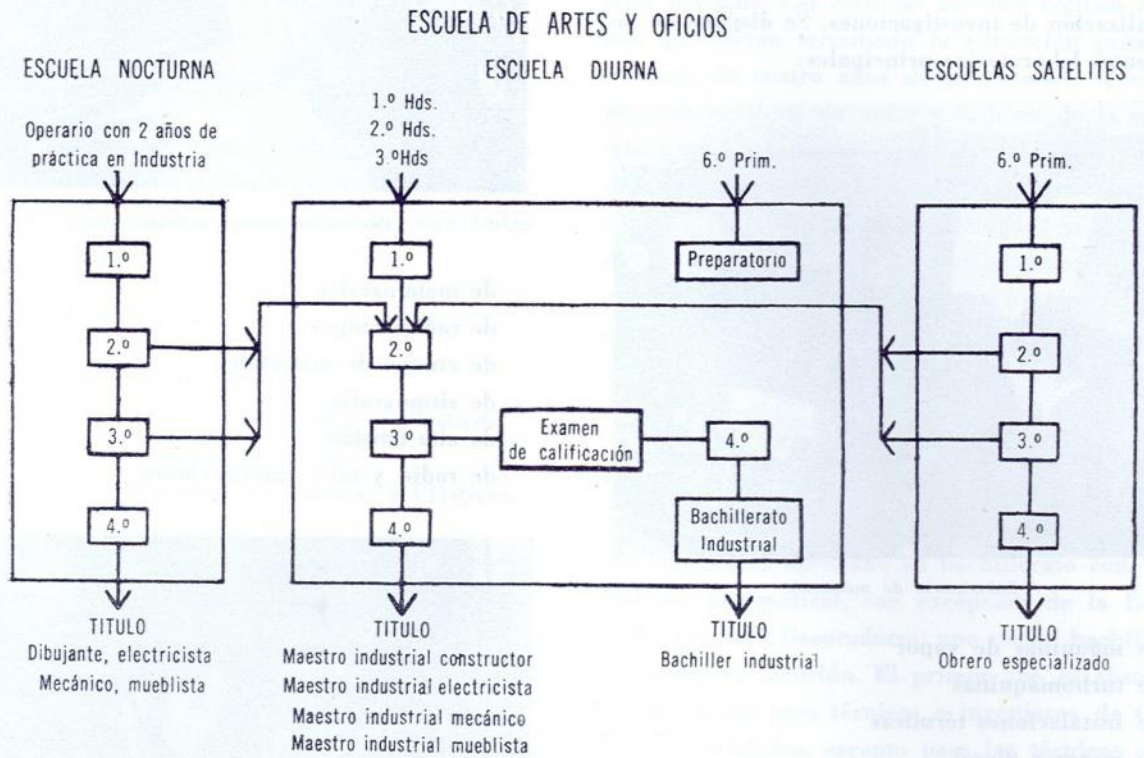 ESCUELA DE ARTES Y OFICIOS
ESCUELA NOCTURNA
Operario con 2 años de
práctica en Industria
1.º
2.º
3.º
4.º
TITULO
Dibujante, electricista
Mecánico, mueblista
ESCUELA DIURNA
1.º Hds.
2.º Hds.
3.º Hds
1.º
2.º
3.º
4.º
TITULO
Maestro industrial constructor
Maestro industrial electricista
Maestro industrial mecánico
Maestro industrial mueblista
6.º Prim.
Preparatorio
Examen
de calificación
4.º
Bachillerato
Industrial
TITULO
Bachiller industrial
ESCUELAS SATELITES
6.º Prim.
1.º
2.º
3.º
4.º
TITULO
Obrero especializado